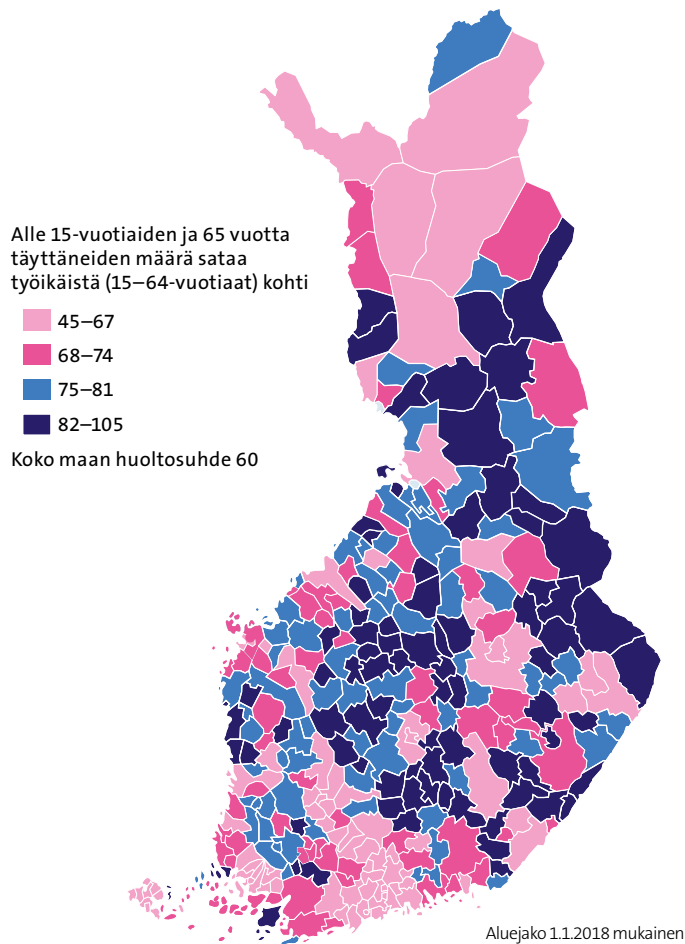 Alle 15-vuotiaiden ja 65 vuotta
täyttäneiden määrä sataa
työikäistä (15–64-vuotiaat) kohti
45–67
68–74
75–81
82–105
Koko maan huoltosuhde 60
Aluejako 1.1.2018 mukainen